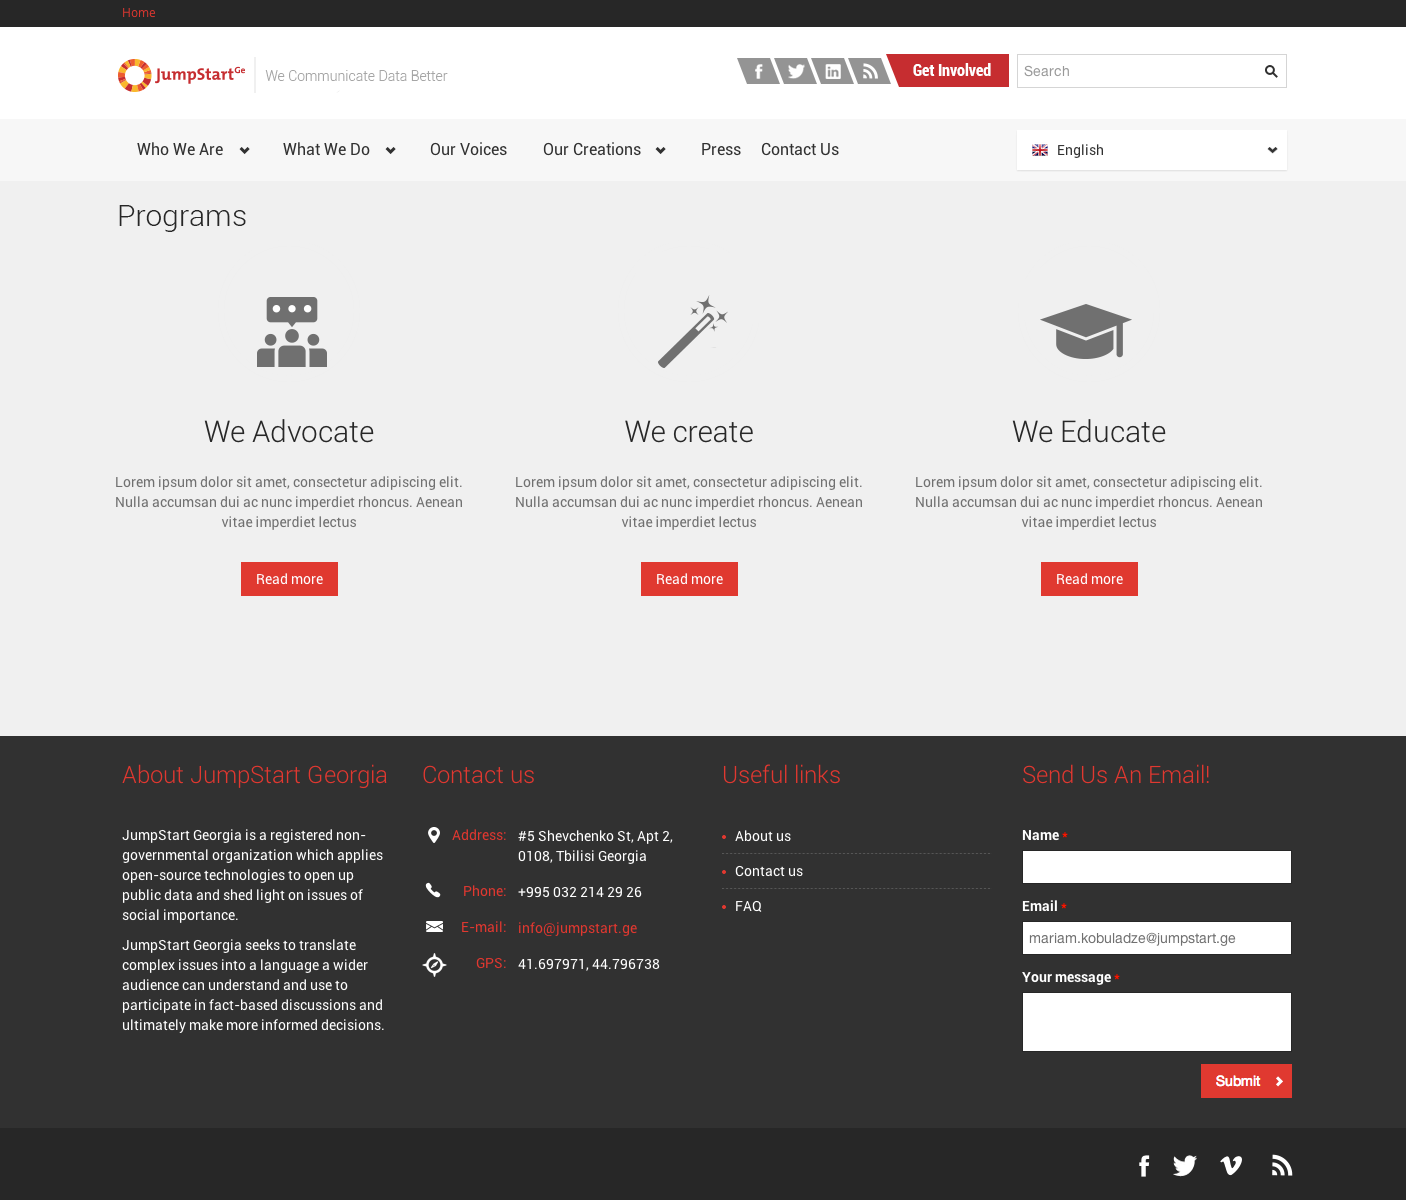 Home
JumpStart Ge
We Communicate Data Better
Get Involved
Search
Who We Are
What We Do
Our Voices
Our Creations
Press
Contact Us
English
Programs
We Advocate
Lorem ipsum dolor sit amet, consectetur adipiscing elit.
Nulla accumsan dui ac nunc imperdiet rhoncus. Aenean
vitae imperdiet lectus
Read more
We create
Lorem ipsum dolor sit amet, consectetur adipiscing elit.
Nulla accumsan dui ac nunc imperdiet rhoncus. Aenean
vitae imperdiet lectus
Read more
We Educate
Lorem ipsum dolor sit amet, consectetur adipiscing elit.
Nulla accumsan dui ac nunc imperdiet rhoncus. Aenean
vitae imperdiet lectus
Read more
About JumpStart Georgia
JumpStart Georgia is a registered non-
governmental organization which applies
open-source technologies to open up
public data and shed light on issues of
social importance.
JumpStart Georgia seeks to translate
complex issues into a language a wider
audience can understand and use to
participate in fact-based discussions and
ultimately make more informed decisions.
Contact us
Address: #5 Shevchenko St, Apt 2,
0108, Tbilisi Georgia
Phone: +995 032 214 29 26
E-mail: info@jumpstart.ge
GPS: 41.697971, 44.796738
Useful links
About us
Contact us
FAQ
Send Us An Email!
Name *
Email *
mariam.kobuladze@jumpstart.ge
Your message *
Submit